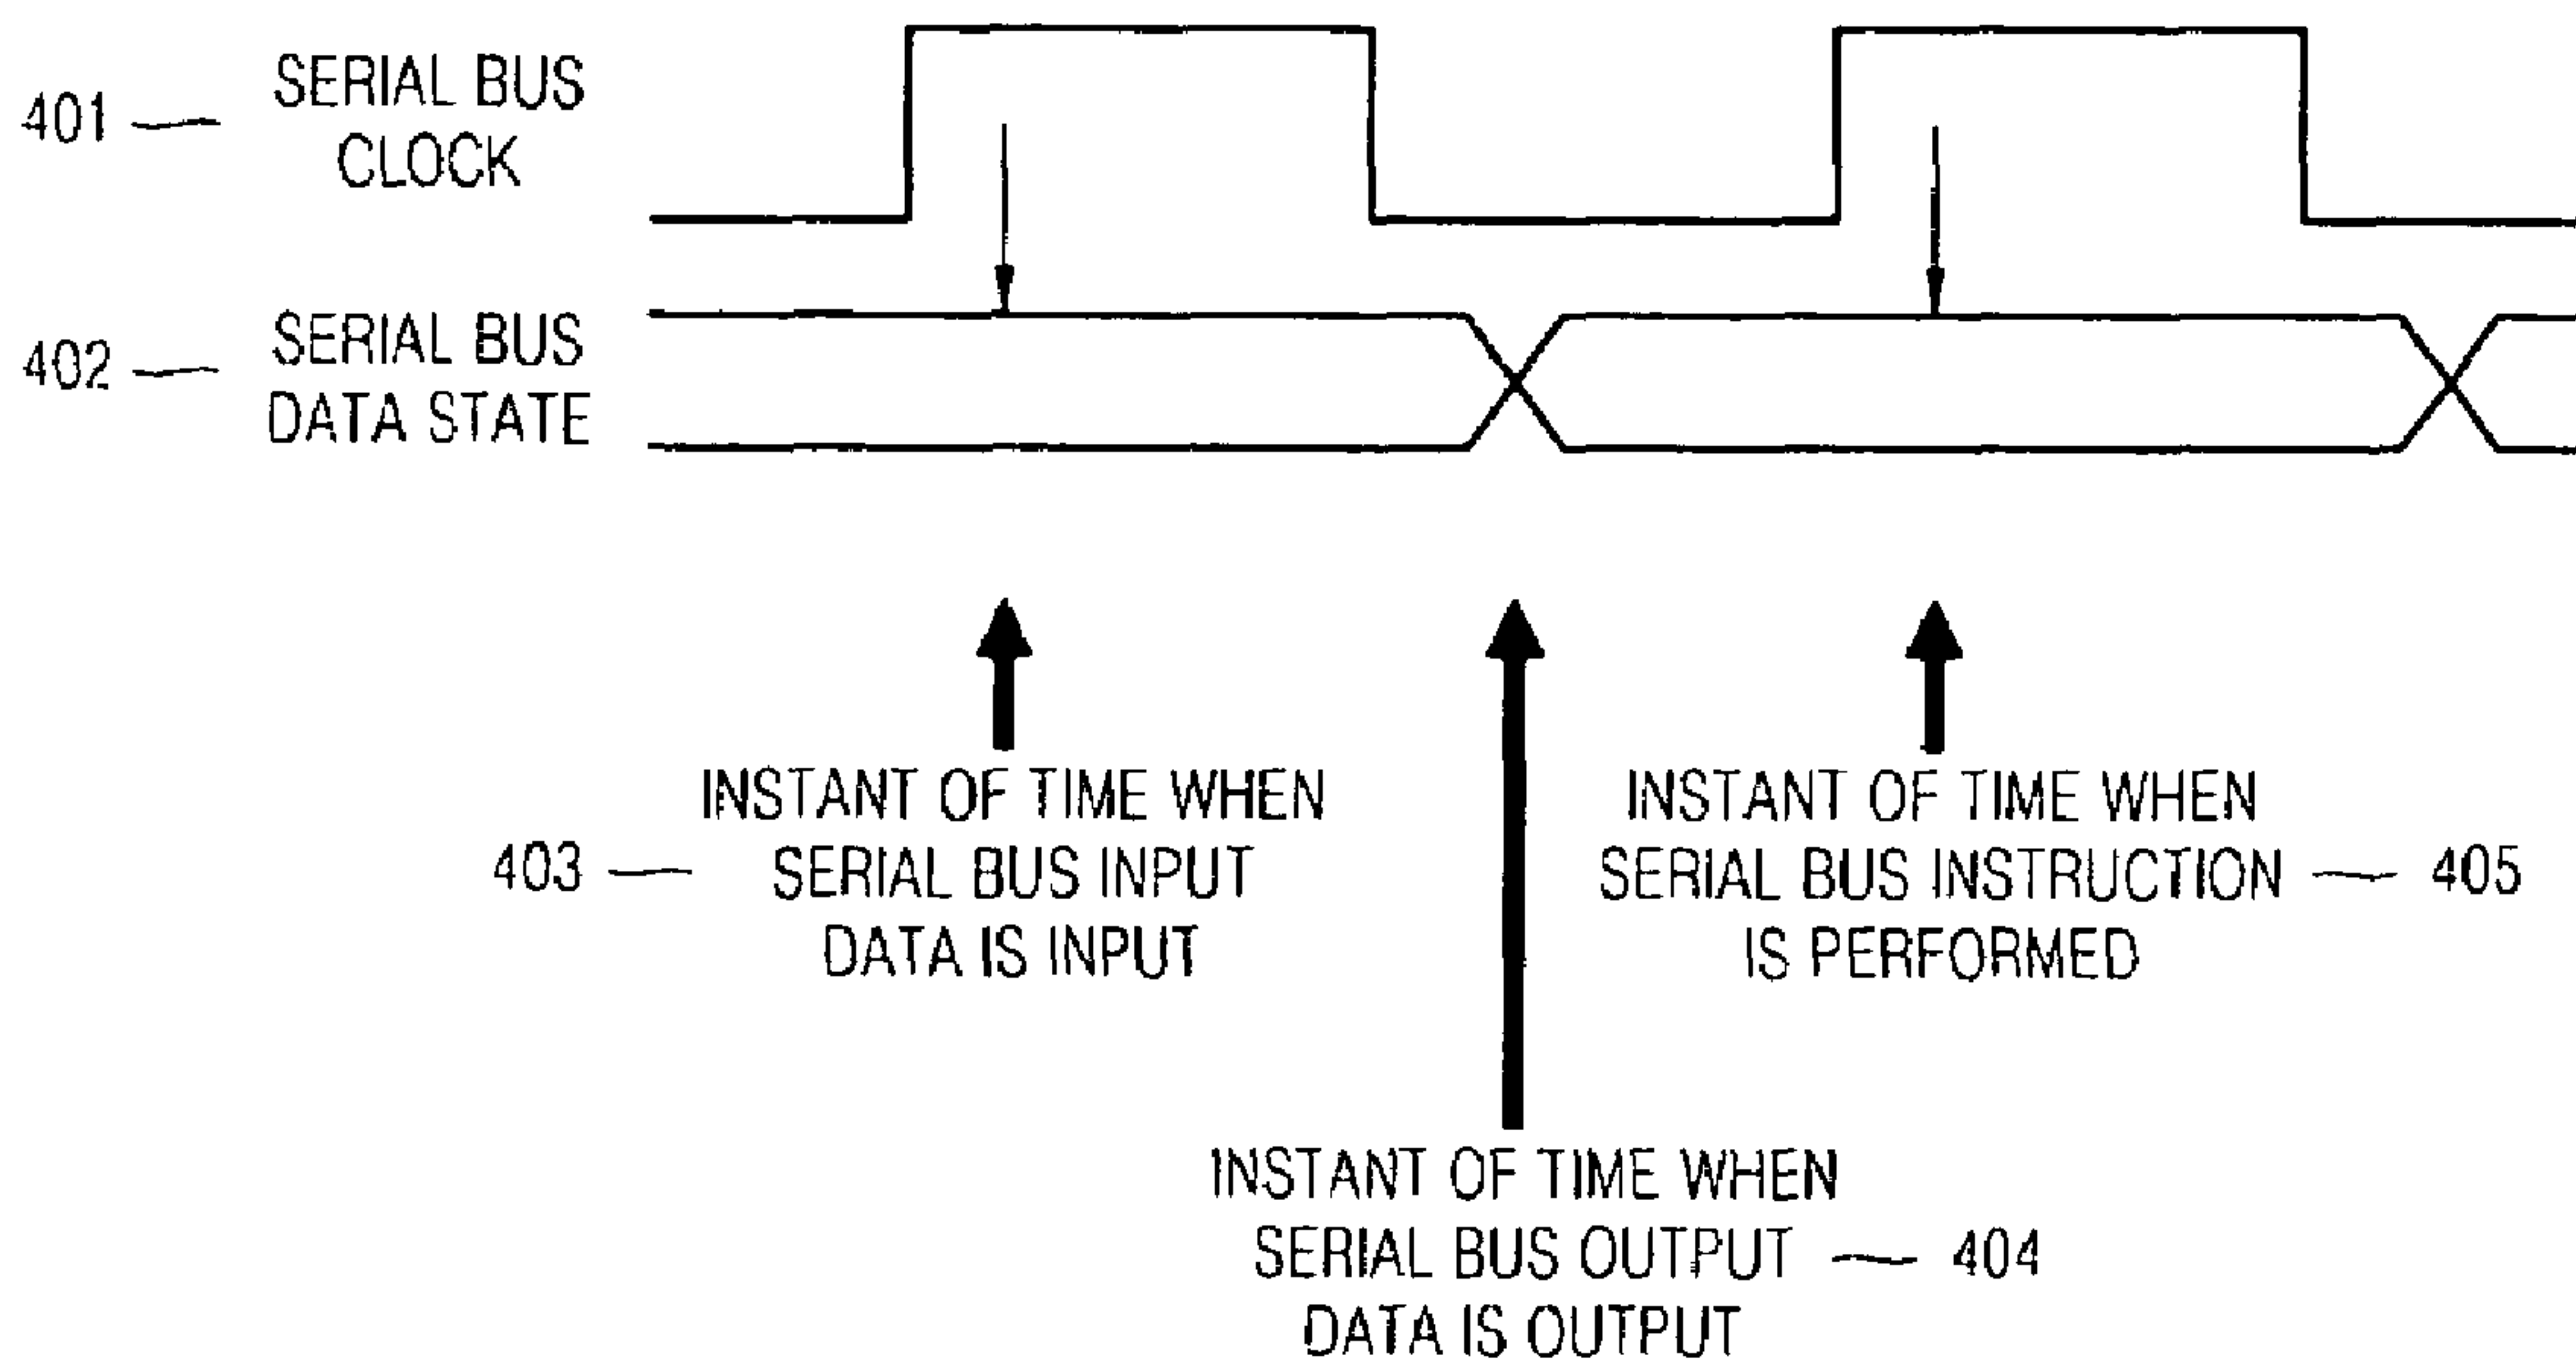 401 SERIAL BUS
CLOCK
402 SERIAL BUS
DATA STATE
INSTANT OF TIME WHEN
403 SERIAL BUS INPUT
DATA IS INPUT
INSTANT OF TIME WHEN
SERIAL BUS INSTRUCTION 405
IS PERFORMED
INSTANT OF TIME WHEN
SERIAL BUS OUTPUT 404
DATA IS OUTPUT